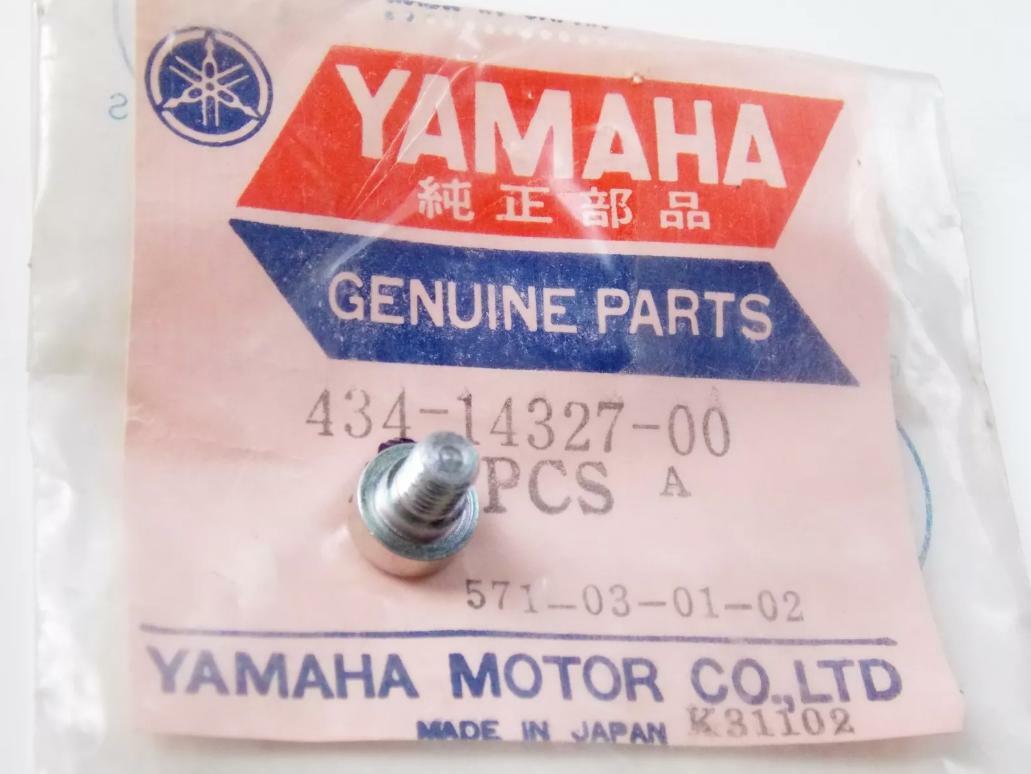 YAMAHA
純正部品
GENUINE PARTS
434-14327-00
PCS A
571-03-01-02
YAMAHA MOTOR CO.,LTD
MADE IN JAPAN K31102